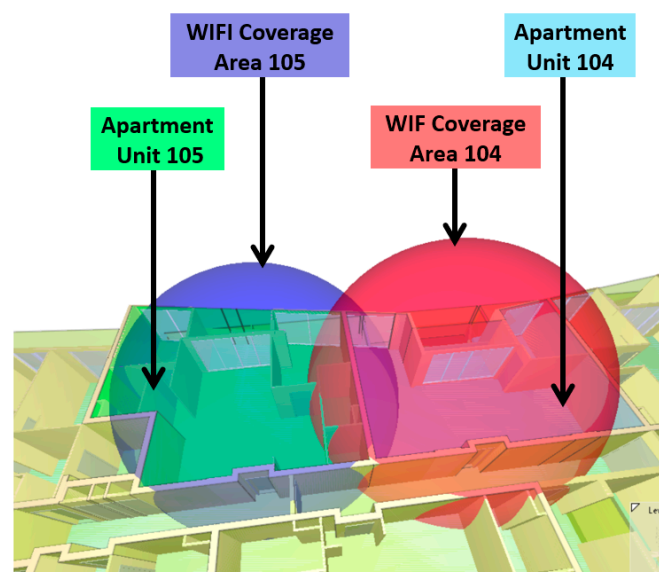 WIFI Coverage
Area 105
Apartment
Unit 104
Apartment
Unit 105
WIF Coverage
Area 104